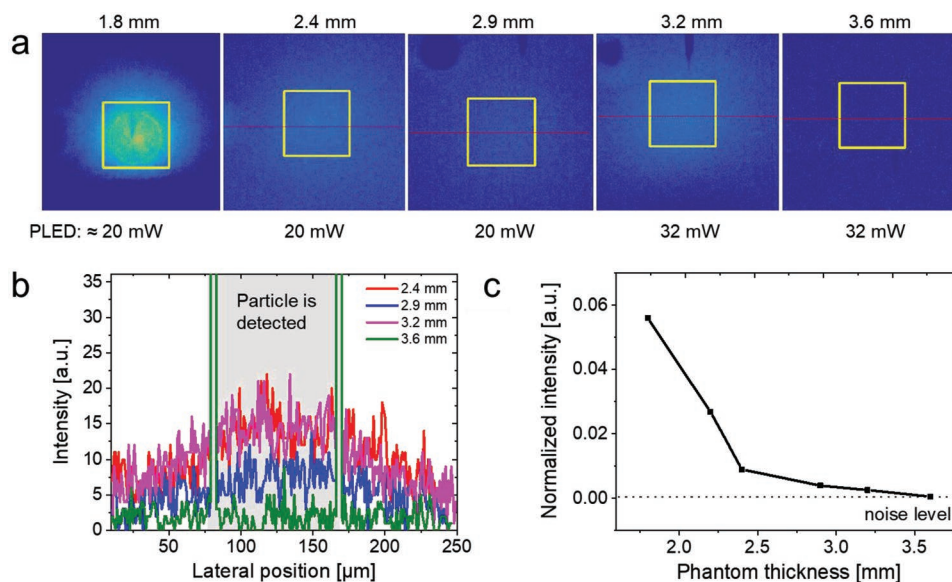 1.8 mm 2.4 mm 2.9 mm 3.2 mm 3.6 mm
a
PLED: ≈ 20 mW 20 mW 20 mW 32 mW 32 mW
b
35
30
25
20
15
10
5
0
Intensity [a.u.]
Particle is
detected
2.4 mm
2.9 mm
3.2 mm
3.6 mm
50 100 150 200 250
Lateral position [µm]
c
0.06
0.04
0.02
0.00
Normalized intensity [a.u.]
noise level
2.0 2.5 3.0 3.5
Phantom thickness [mm]